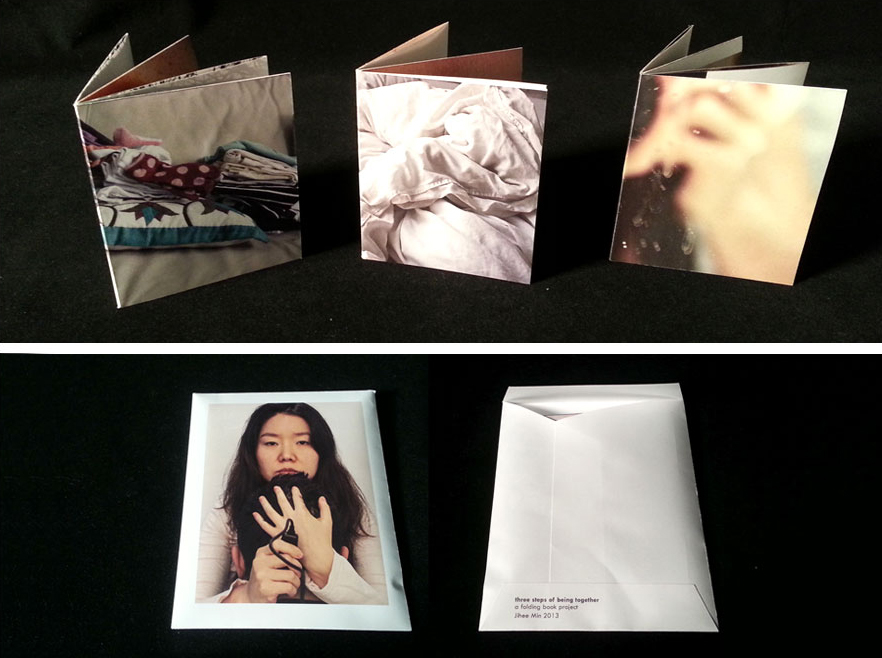 three steps of being together
a folding book project
Jihee Min 2013